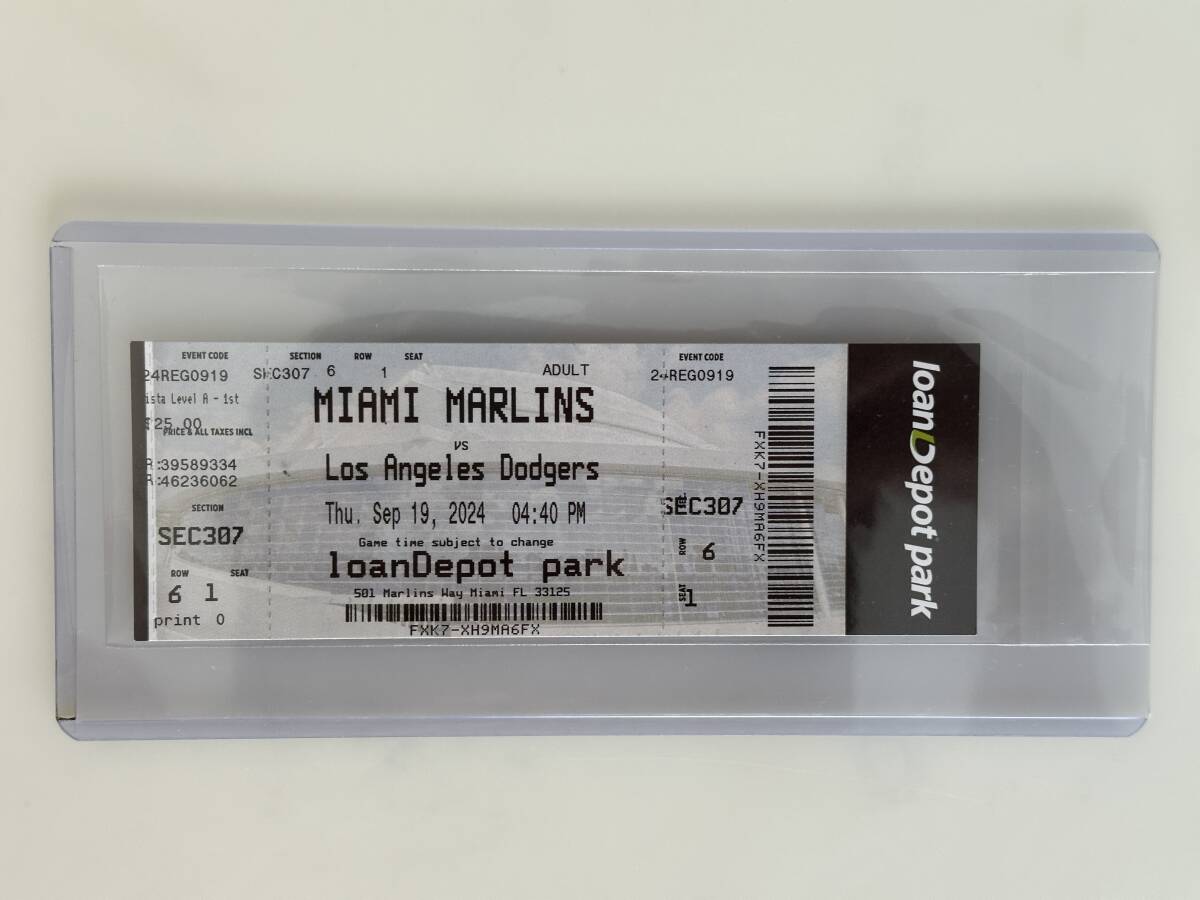 EVENT CODE
24REG0919
ista Level A - 1st
$25.00
PRICE & ALL TAXES INCL
R:39589334
R:46236062
SECTION
SEC307
ROW SEAT
6 1
print 0
SECTION ROW SEAT
SEC307 6 1
ADULT
MIAMI MARLINS
vs
Los Angeles Dodgers
Thu. Sep 19, 2024 04:40 PM
Game time subject to change
loanDepot park
501 Marlins Way Miami FL 33125
FXK7-XH9MA6FX
EVENT CODE
24REG0919
SEC307
ROW 6
SEAT 1
FXK7-XH9MA6FX
loanDepot park